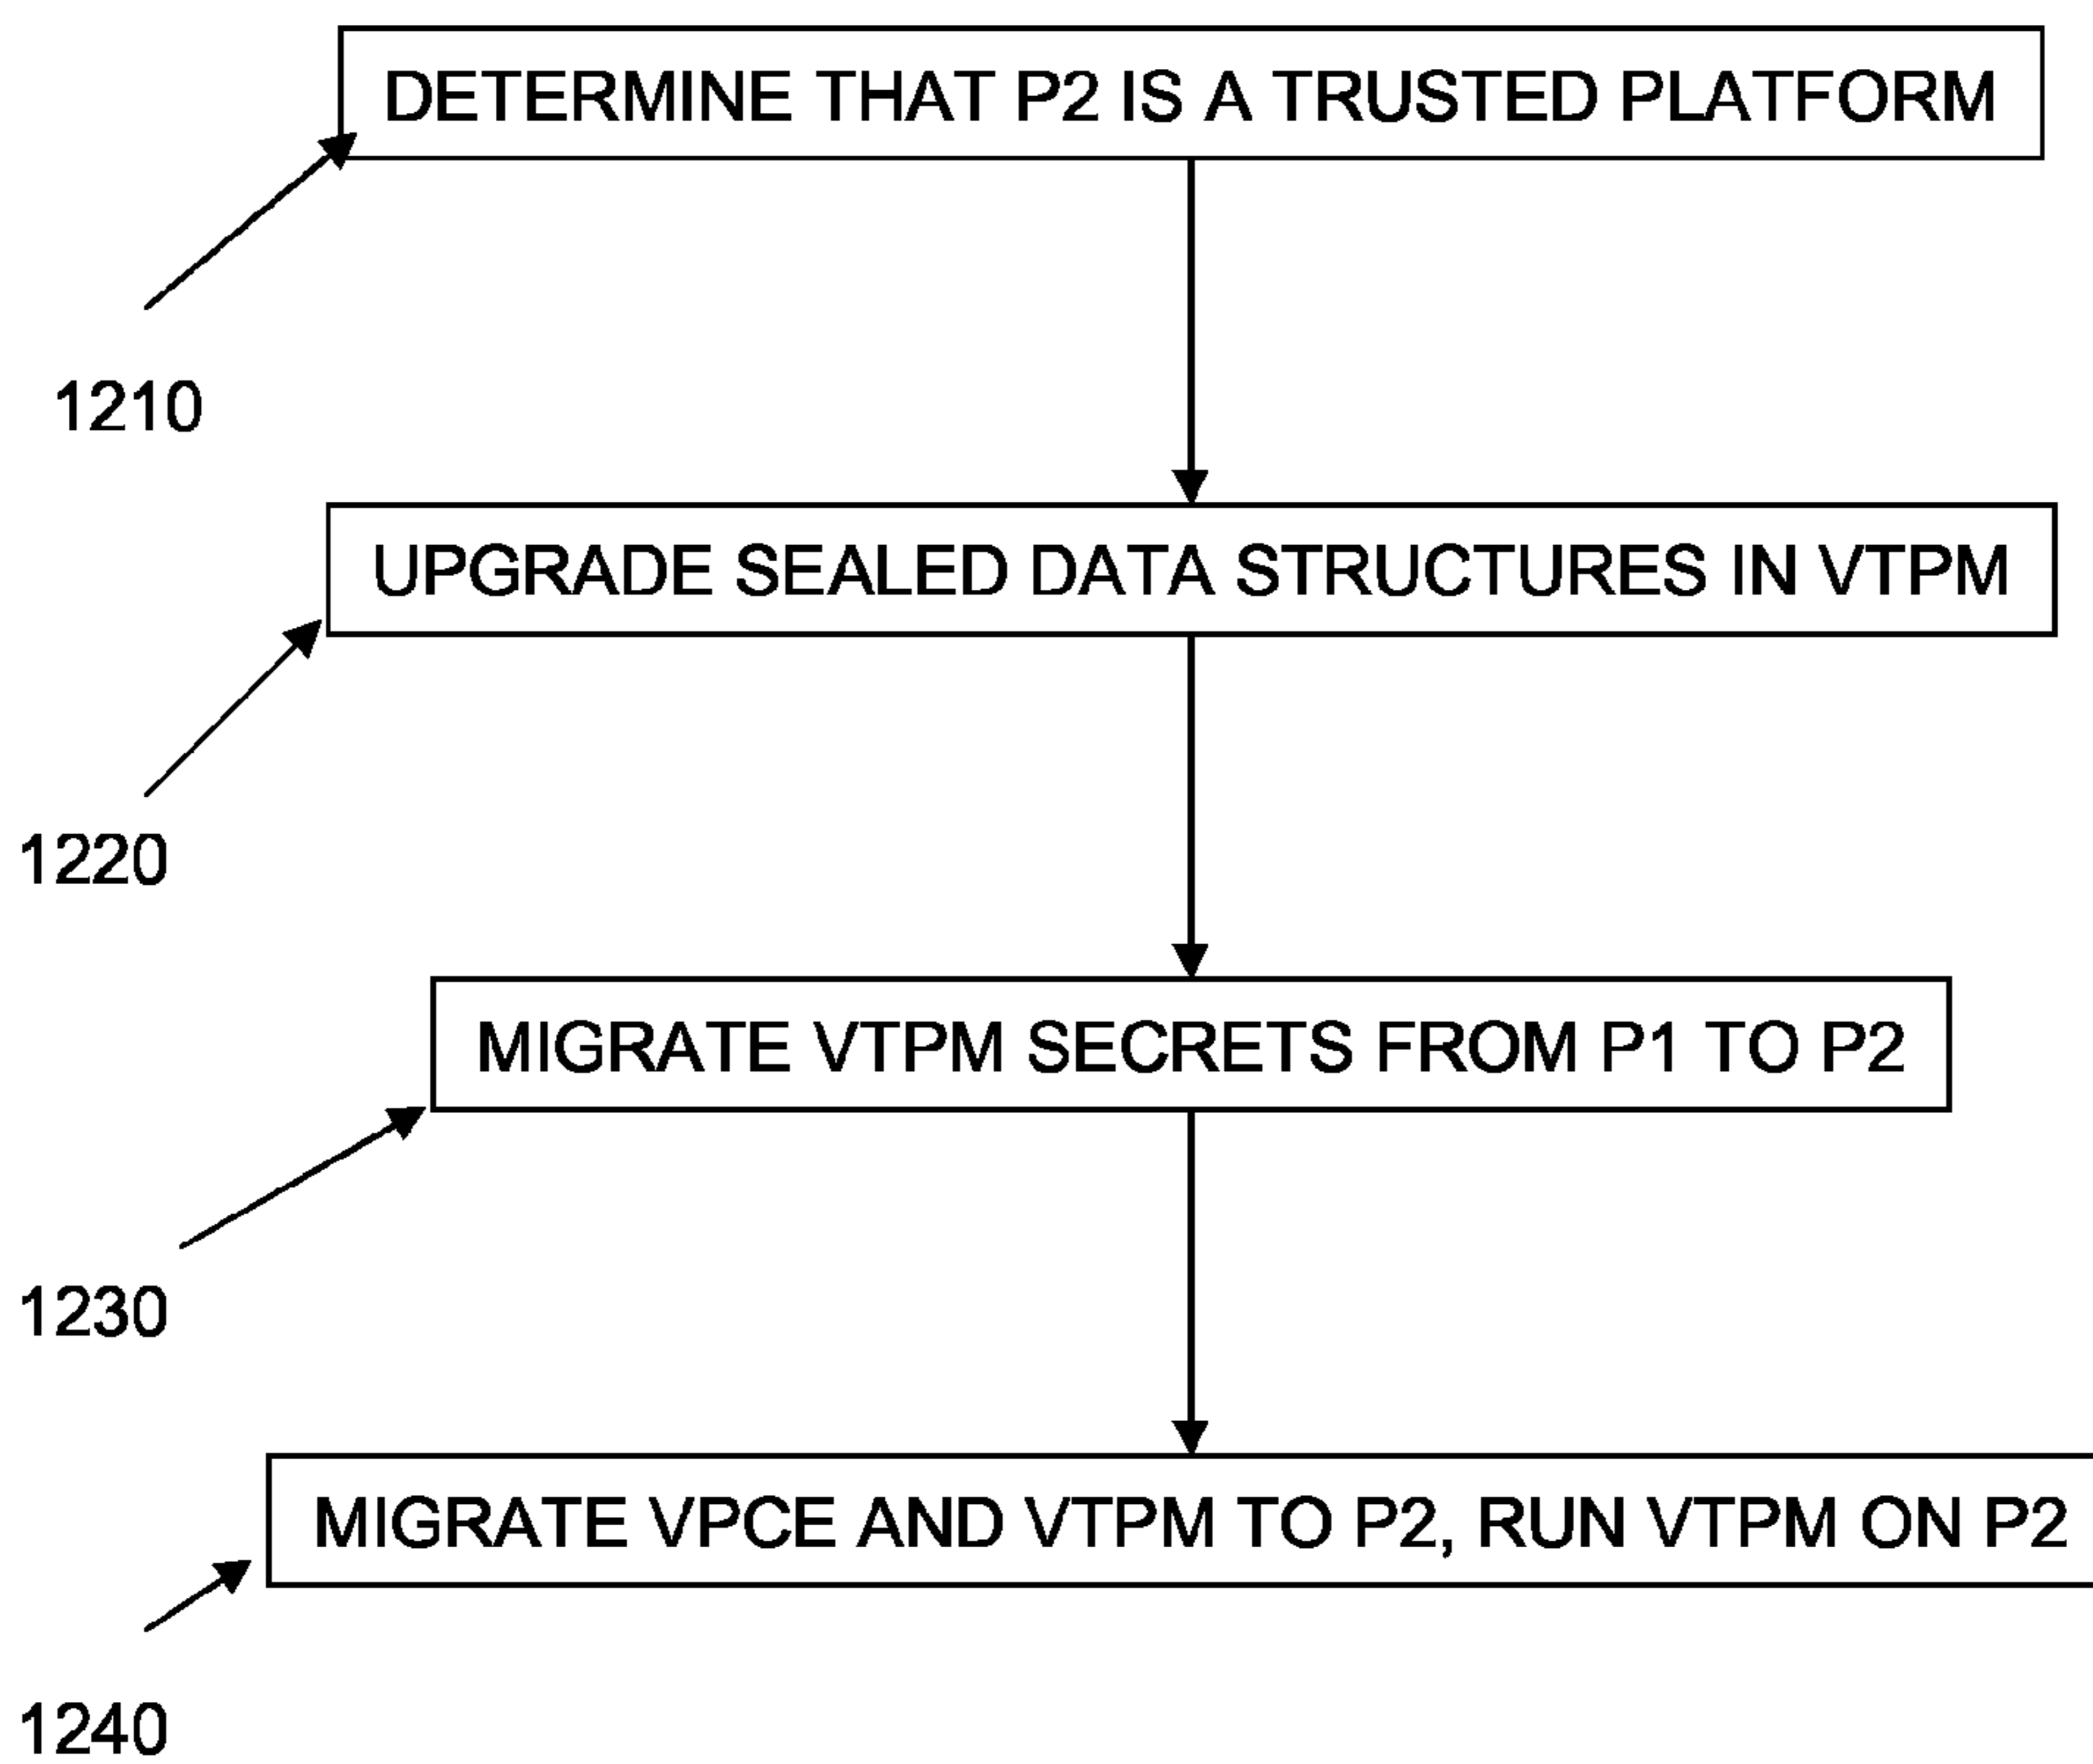 DETERMINE THAT P2 IS A TRUSTED PLATFORM
1210
UPGRADE SEALED DATA STRUCTURES IN VTPM
1220
MIGRATE VTPM SECRETS FROM P1 TO P2
1230
MIGRATE VPCE AND VTPM TO P2, RUN VTPM ON P2
1240